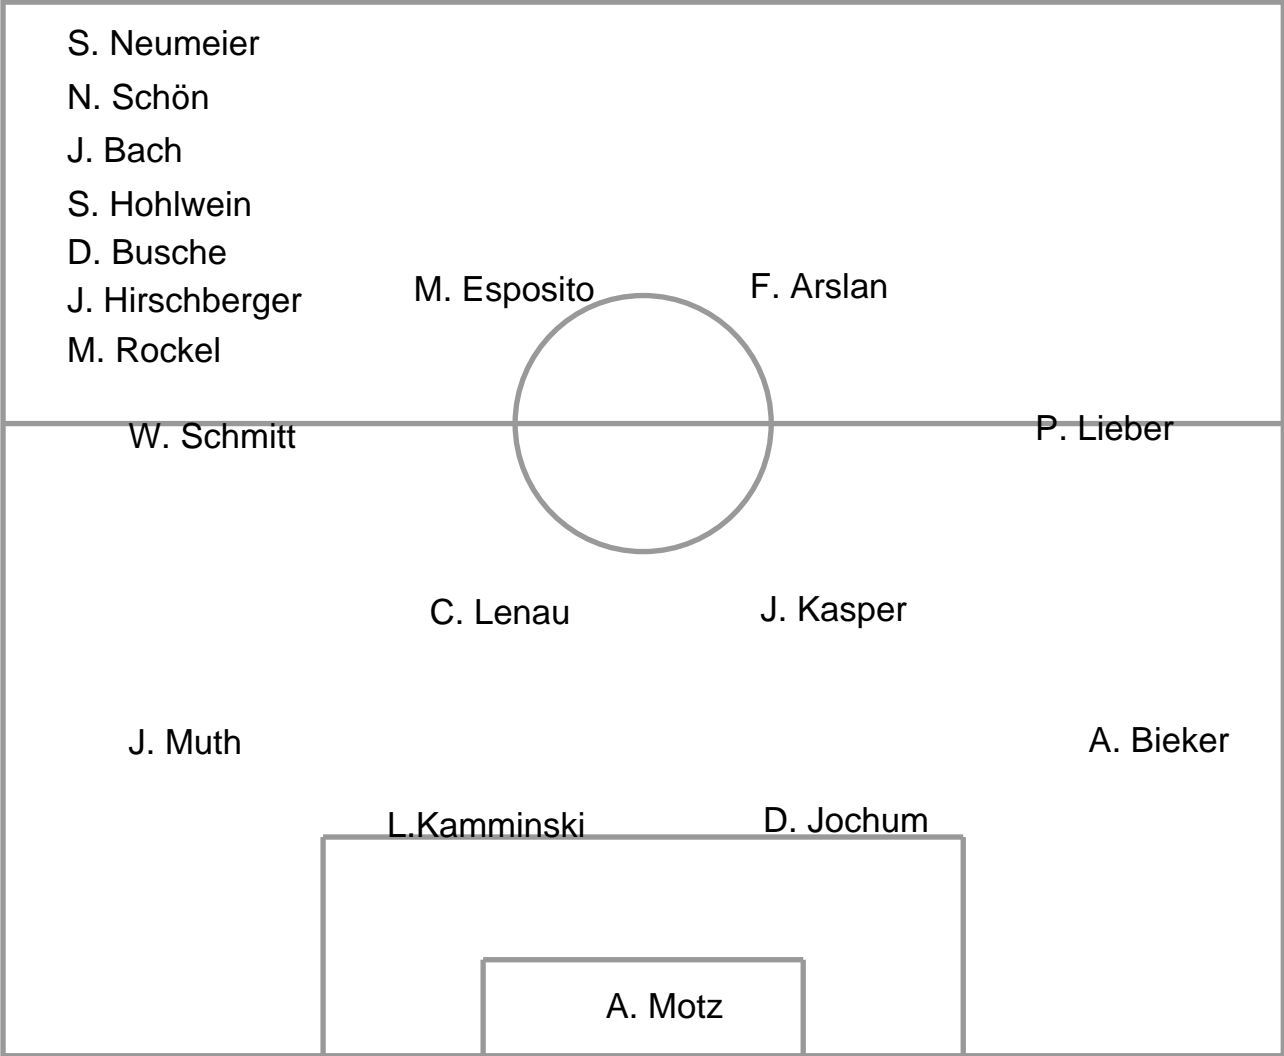 S. Neumeier
N. Schön
J. Bach
S. Hohlwein
D. Busche
J. Hirschberger
M. Rockel
M. Esposito
F. Arslan
W. Schmitt
P. Lieber
C. Lenau
J. Kasper
J. Muth
A. Bieker
L.Kamminski
D. Jochum
A. Motz